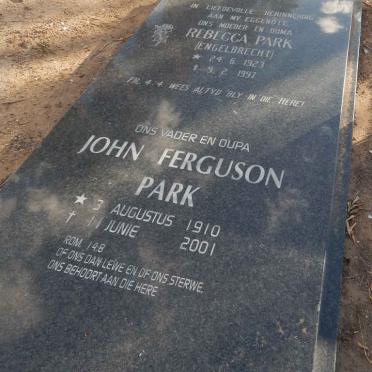 IN LIEFDEVOLLE HERINNERING
AAN MY EGGENOTE
ONS MOEDER EN OUMA
REBECCA PARK
(ENGELBRECHT)
* 24 · 6 · 1923
† 9 · 2 · 1997
FIL. 4:4 WEES ALTYD BLY IN DIE HERE!
ONS VADER EN OUPA
JOHN FERGUSON
PARK
★ 3 AUGUSTUS 1910
† 11 JUNIE 2001
ROM. 14:8
OF ONS DAN LEWE EN OF ONS STERWE,
ONS BEHOORT AAN DIE HERE.